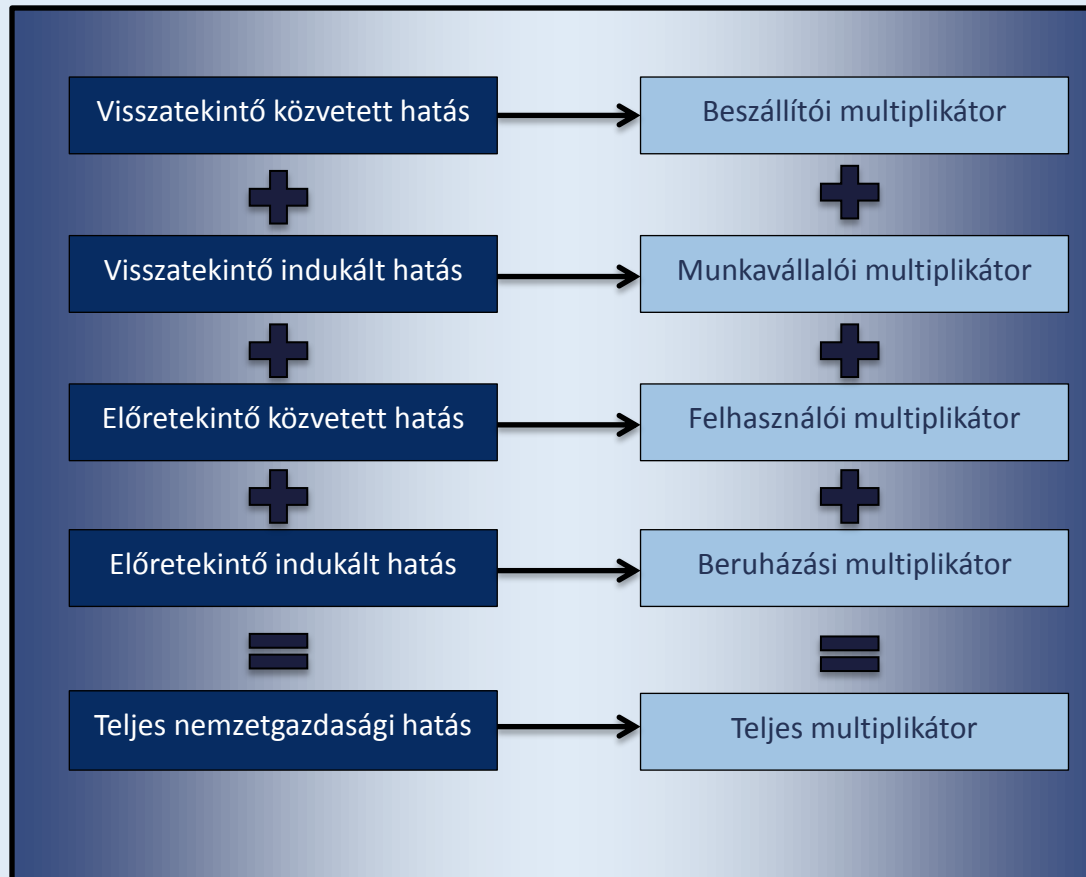 Visszatekintő közvetett hatás
Beszállítói multiplikátor
Visszatekintő indukált hatás
Munkavállalói multiplikátor
Előretekintő közvetett hatás
Felhasználói multiplikátor
Előretekintő indukált hatás
Beruházási multiplikátor
Teljes nemzetgazdasági hatás
Teljes multiplikátor